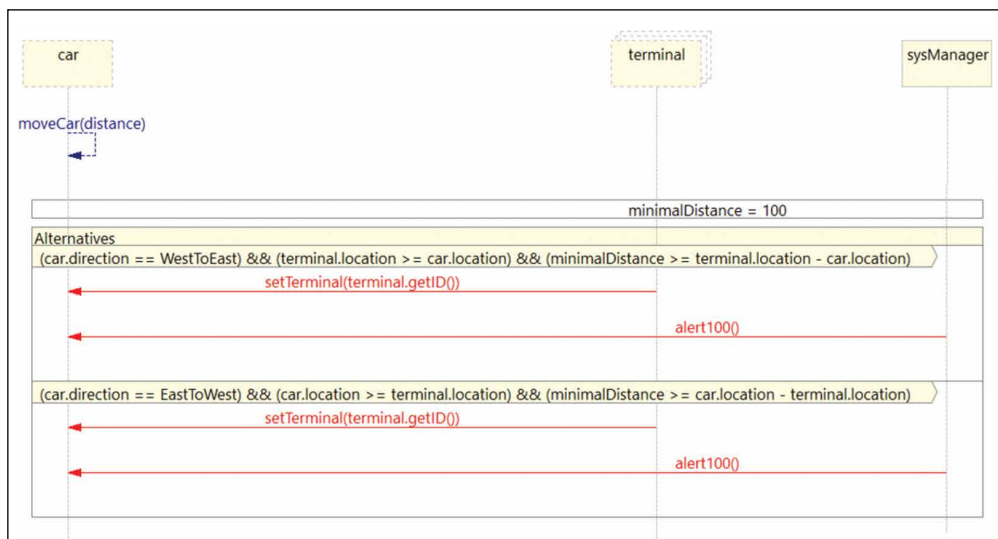 car
terminal
sysManager
moveCar(distance)
minimalDistance = 100
Alternatives
(car.direction == WestToEast) && (terminal.location >= car.location) && (minimalDistance >= terminal.location - car.location)
setTerminal(terminal.getID())
alert100()
(car.direction == EastToWest) && (car.location >= terminal.location) && (minimalDistance >= car.location - terminal.location)
setTerminal(terminal.getID())
alert100()